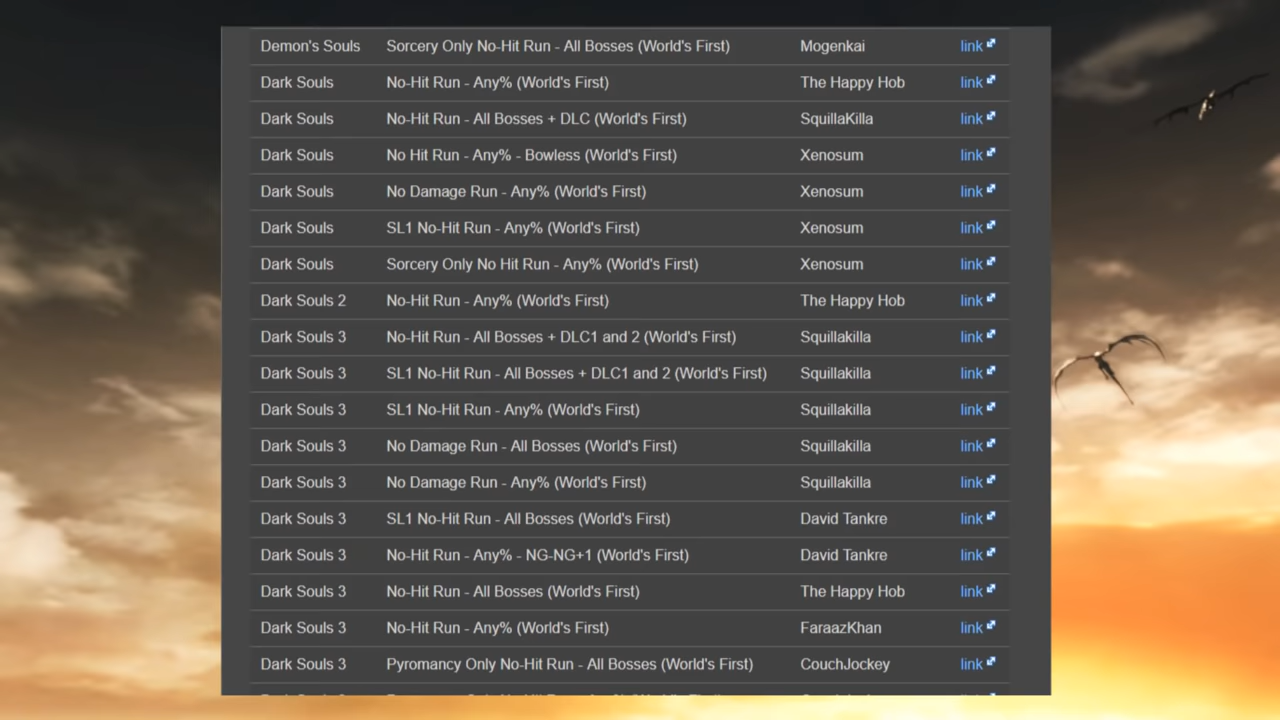 Demon's Souls Sorcery Only No-Hit Run - All Bosses (World's First) Mogenkai link
Dark Souls No-Hit Run - Any% (World's First) The Happy Hob link
Dark Souls No-Hit Run - All Bosses + DLC (World's First) SquillaKilla link
Dark Souls No Hit Run - Any% - Bowless (World's First) Xenosum link
Dark Souls No Damage Run - Any% (World's First) Xenosum link
Dark Souls SL1 No-Hit Run - Any% (World's First) Xenosum link
Dark Souls Sorcery Only No Hit Run - Any% (World's First) Xenosum link
Dark Souls 2 No-Hit Run - Any% (World's First) The Happy Hob link
Dark Souls 3 No-Hit Run - All Bosses + DLC1 and 2 (World's First) Squillakilla link
Dark Souls 3 SL1 No-Hit Run - All Bosses + DLC1 and 2 (World's First) Squillakilla link
Dark Souls 3 SL1 No-Hit Run - Any% (World's First) Squillakilla link
Dark Souls 3 No Damage Run - All Bosses (World's First) Squillakilla link
Dark Souls 3 No Damage Run - Any% (World's First) Squillakilla link
Dark Souls 3 SL1 No-Hit Run - All Bosses (World's First) David Tankre link
Dark Souls 3 No-Hit Run - Any% - NG-NG+1 (World's First) David Tankre link
Dark Souls 3 No-Hit Run - All Bosses (World's First) The Happy Hob link
Dark Souls 3 No-Hit Run - Any% (World's First) FaraazKhan link
Dark Souls 3 Pyromancy Only No-Hit Run - All Bosses (World's First) CouchJockey link